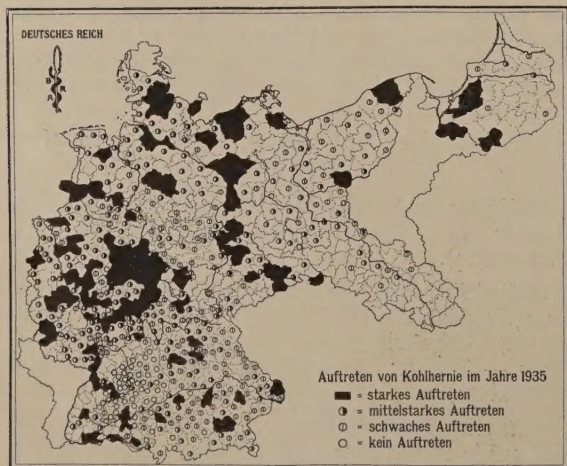 DEUTSCHES REICH
B
A R
Auftreten von Kohlhernie im Jahre 1935
= starkes Auftreten
= mittelstarkes Auftreten
= schwaches Auftreten
= kein Auftreten